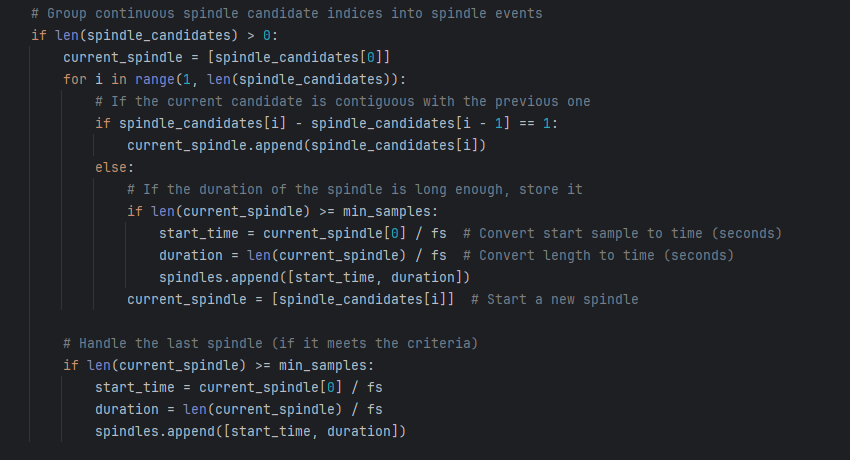 # Group continuous spindle candidate indices into spindle events
if len(spindle_candidates) > 0:
    current_spindle = [spindle_candidates[0]]
    for i in range(1, len(spindle_candidates)):
        # If the current candidate is contiguous with the previous one
        if spindle_candidates[i] - spindle_candidates[i - 1] == 1:
            current_spindle.append(spindle_candidates[i])
        else:
            # If the duration of the spindle is long enough, store it
            if len(current_spindle) >= min_samples:
                start_time = current_spindle[0] / fs  # Convert start sample to time (seconds)
                duration = len(current_spindle) / fs  # Convert length to time (seconds)
                spindles.append([start_time, duration])
            current_spindle = [spindle_candidates[i]]  # Start a new spindle

    # Handle the last spindle (if it meets the criteria)
    if len(current_spindle) >= min_samples:
        start_time = current_spindle[0] / fs
        duration = len(current_spindle) / fs
        spindles.append([start_time, duration])